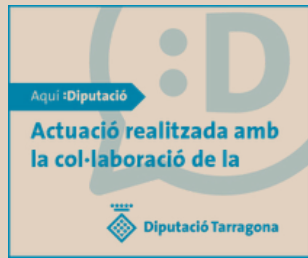 :D
Aquí :Diputació
Actuació realitzada amb
la col·laboració de la
Diputació Tarragona